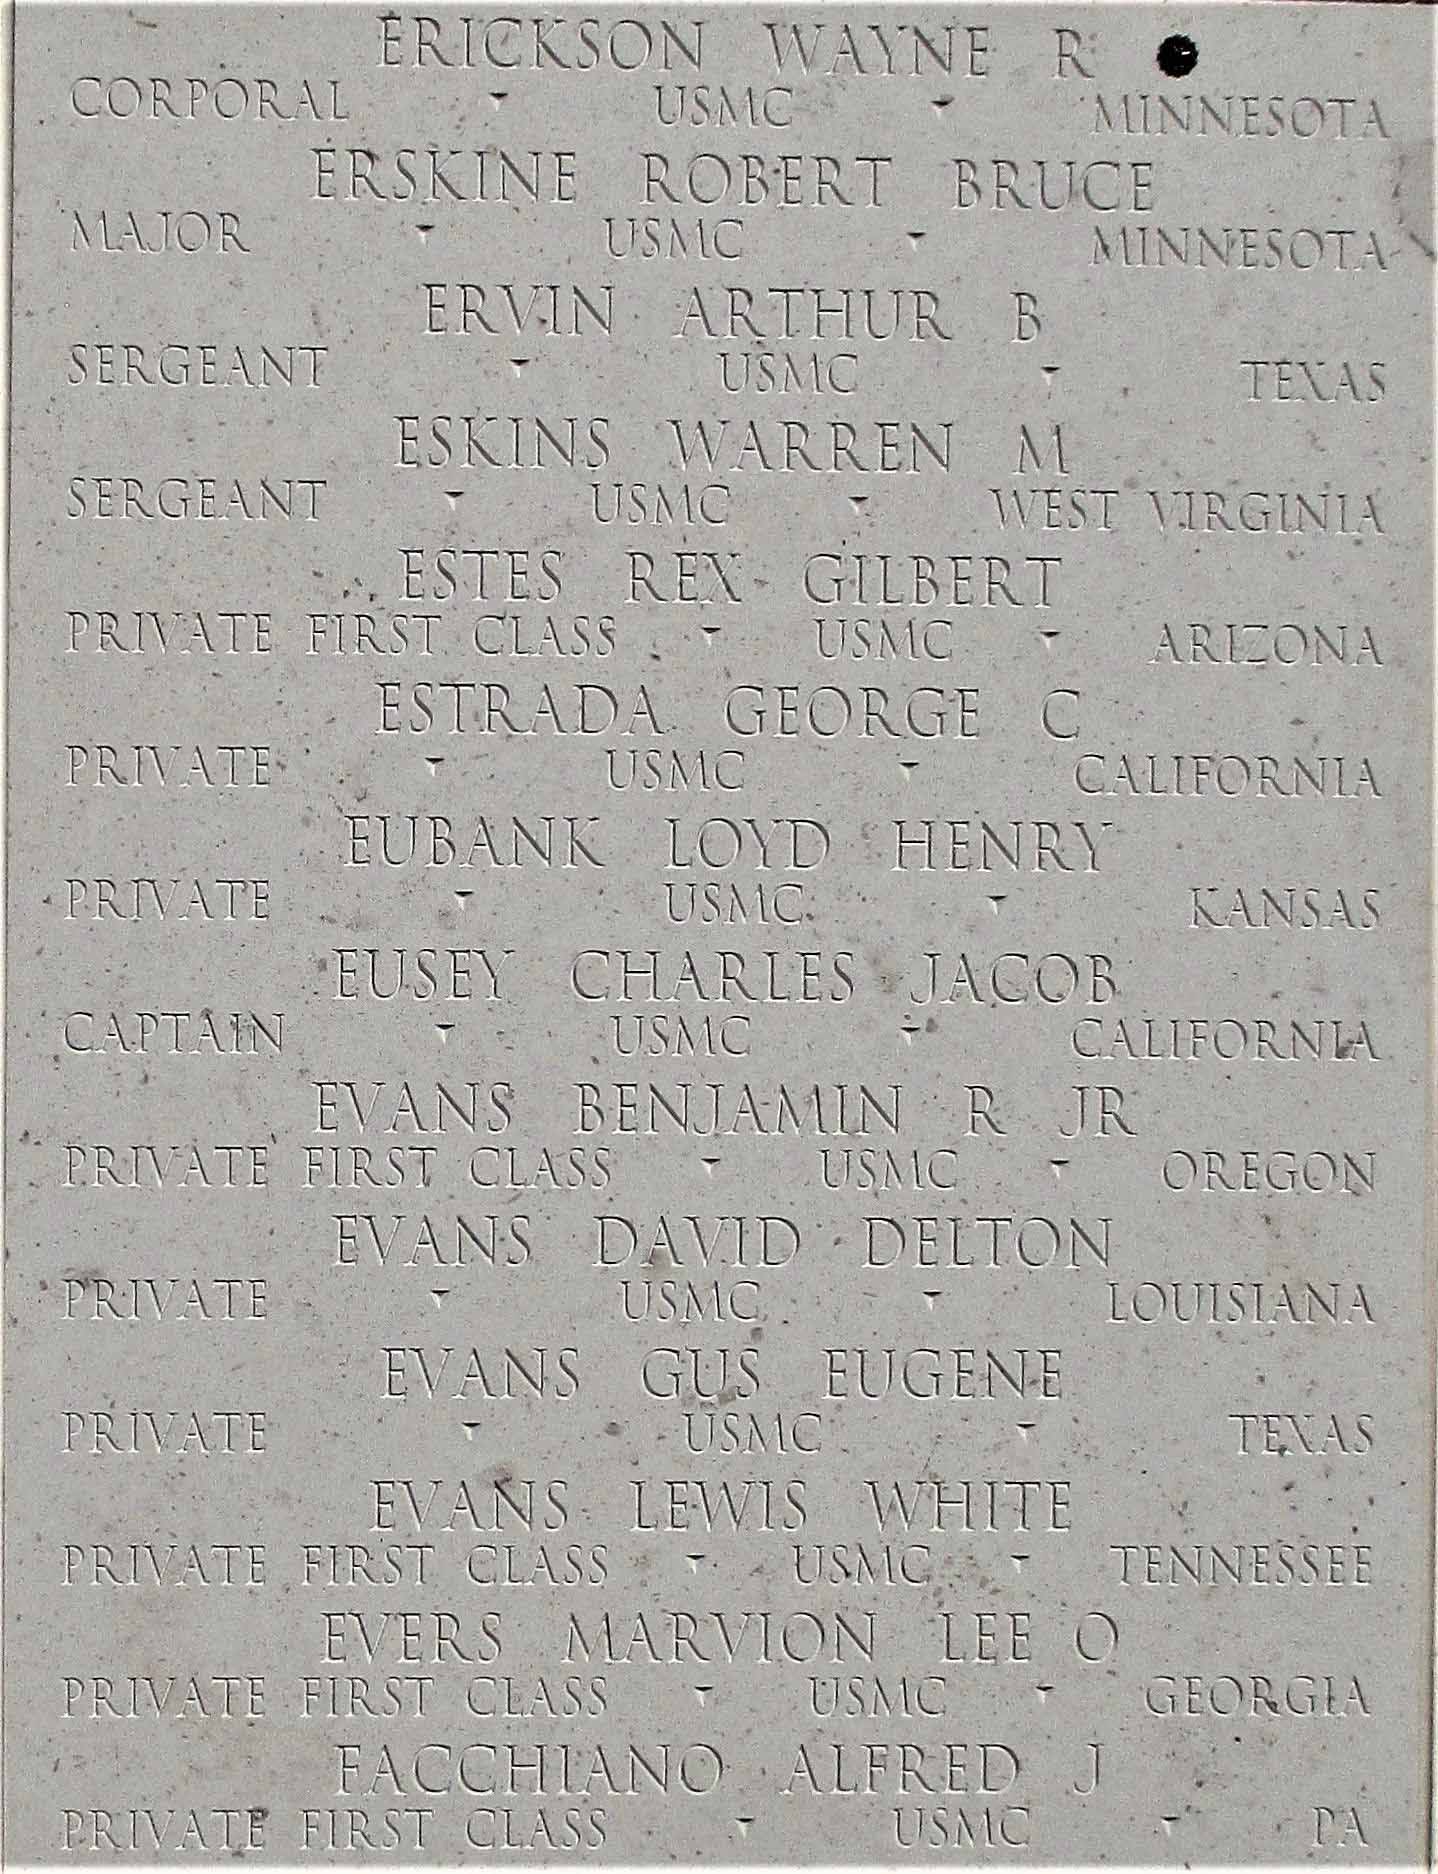 ERICKSON WAYNE R
CORPORAL USMC MINNESOTA
ERSKINE ROBERT BRUCE
MAJOR USMC MINNESOTA
ERVIN ARTHUR B
SERGEANT USMC TEXAS
ESKINS WARREN M
SERGEANT USMC WEST VIRGINIA
ESTES REX GILBERT
PRIVATE FIRST CLASS USMC ARIZONA
ESTRADA GEORGE C
PRIVATE USMC CALIFORNIA
EUBANK LOYD HENRY
PRIVATE USMC KANSAS
EUSEY CHARLES JACOB
CAPTAIN USMC CALIFORNIA
EVANS BENJAMIN R JR
PRIVATE FIRST CLASS USMC OREGON
EVANS DAVID DELTON
PRIVATE USMC LOUISIANA
EVANS GUS EUGENE
PRIVATE USMC TEXAS
EVANS LEWIS WHITE
PRIVATE FIRST CLASS USMC TENNESSEE
EVERS MARVION LEE O
PRIVATE FIRST CLASS USMC GEORGIA
FACCHIANO ALFRED J
PRIVATE FIRST CLASS USMC PA